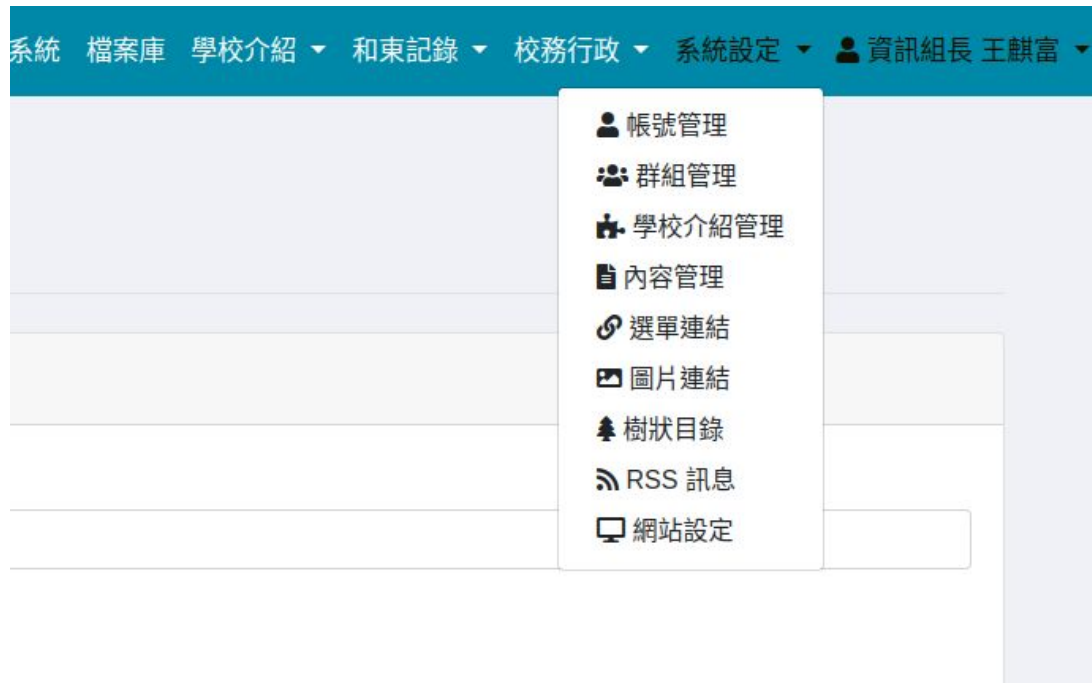 系統 檔案庫 學校介紹 和東記錄 校務行政 系統設定 資訊組長 王麒富
帳號管理
群組管理
學校介紹管理
內容管理
選單連結
圖片連結
樹狀目錄
RSS 訊息
網站設定